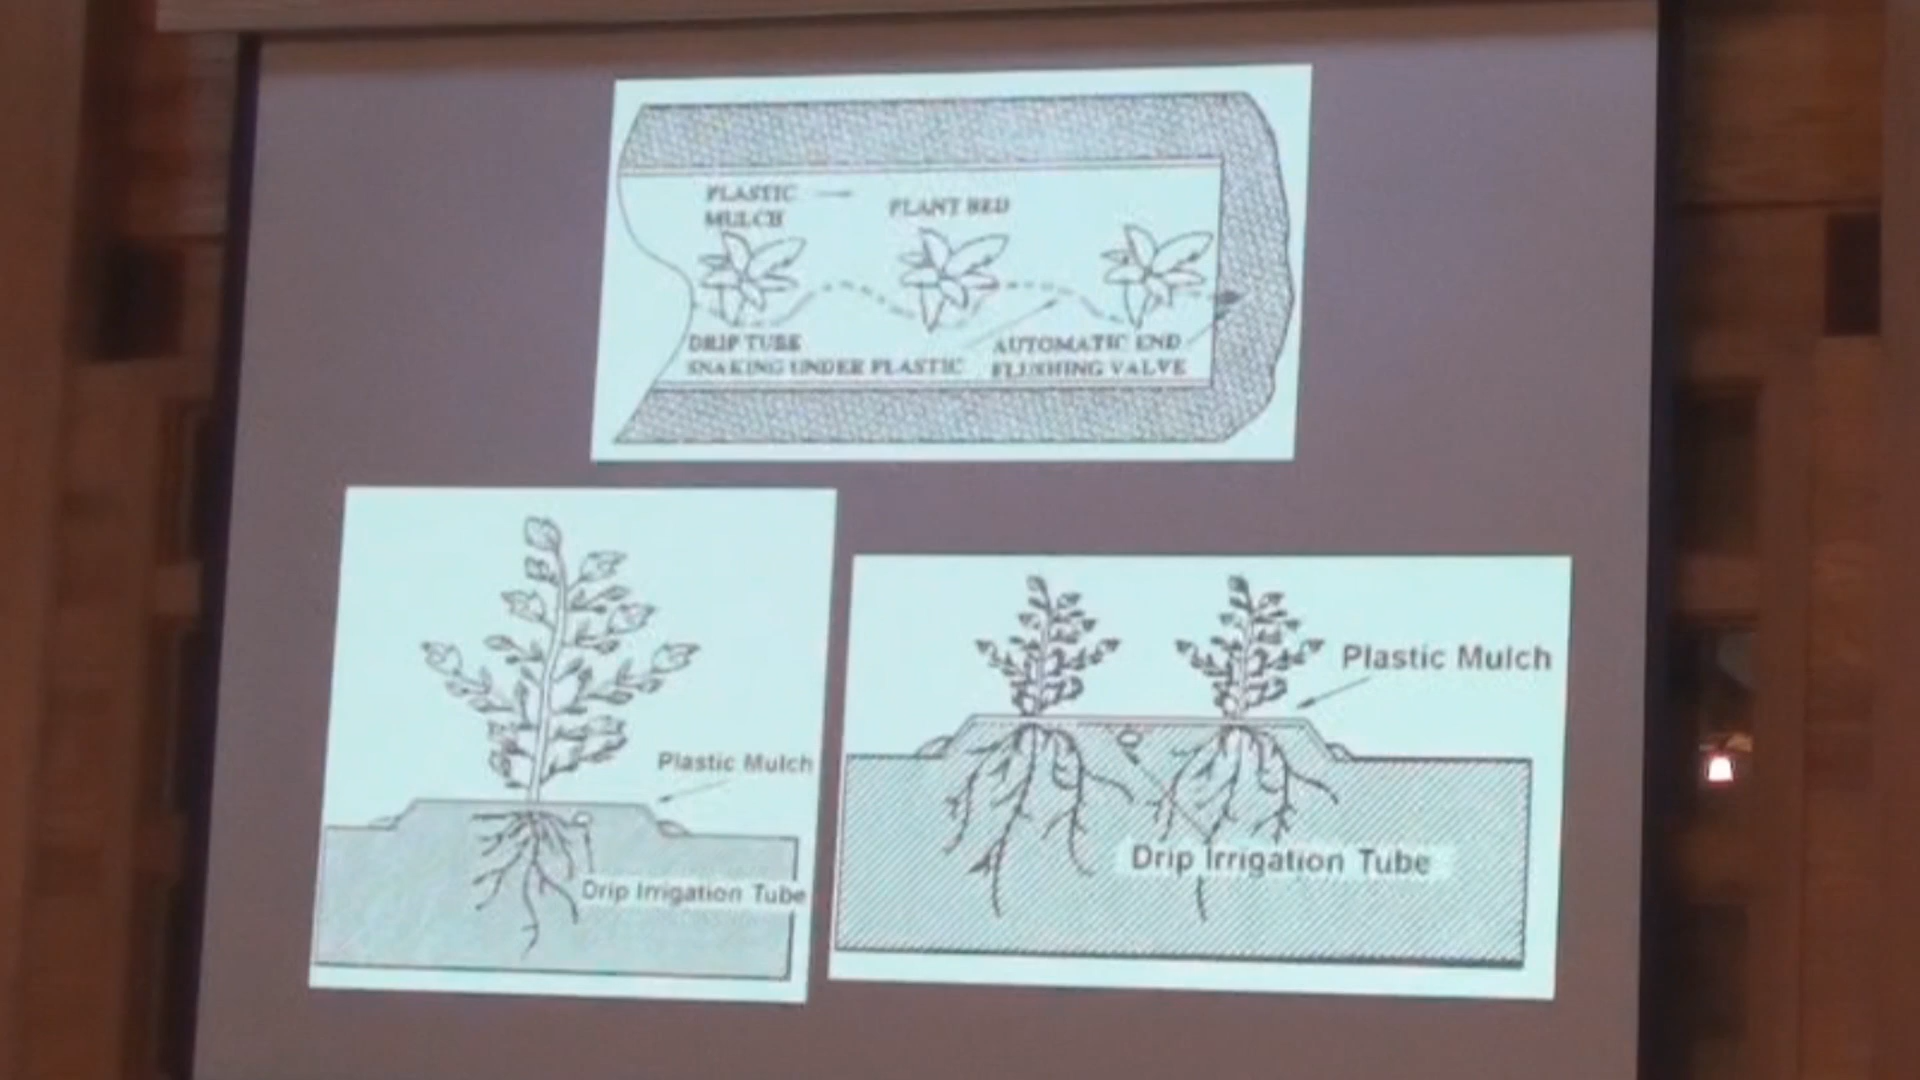 PLASTIC
MULCH
PLANT BED
DRIP TUBE
SNAKING UNDER PLASTIC
AUTOMATIC END
FLUSHING VALVE
Plastic Mulch
Drip Irrigation Tube
Plastic Mulch
Drip Irrigation Tube